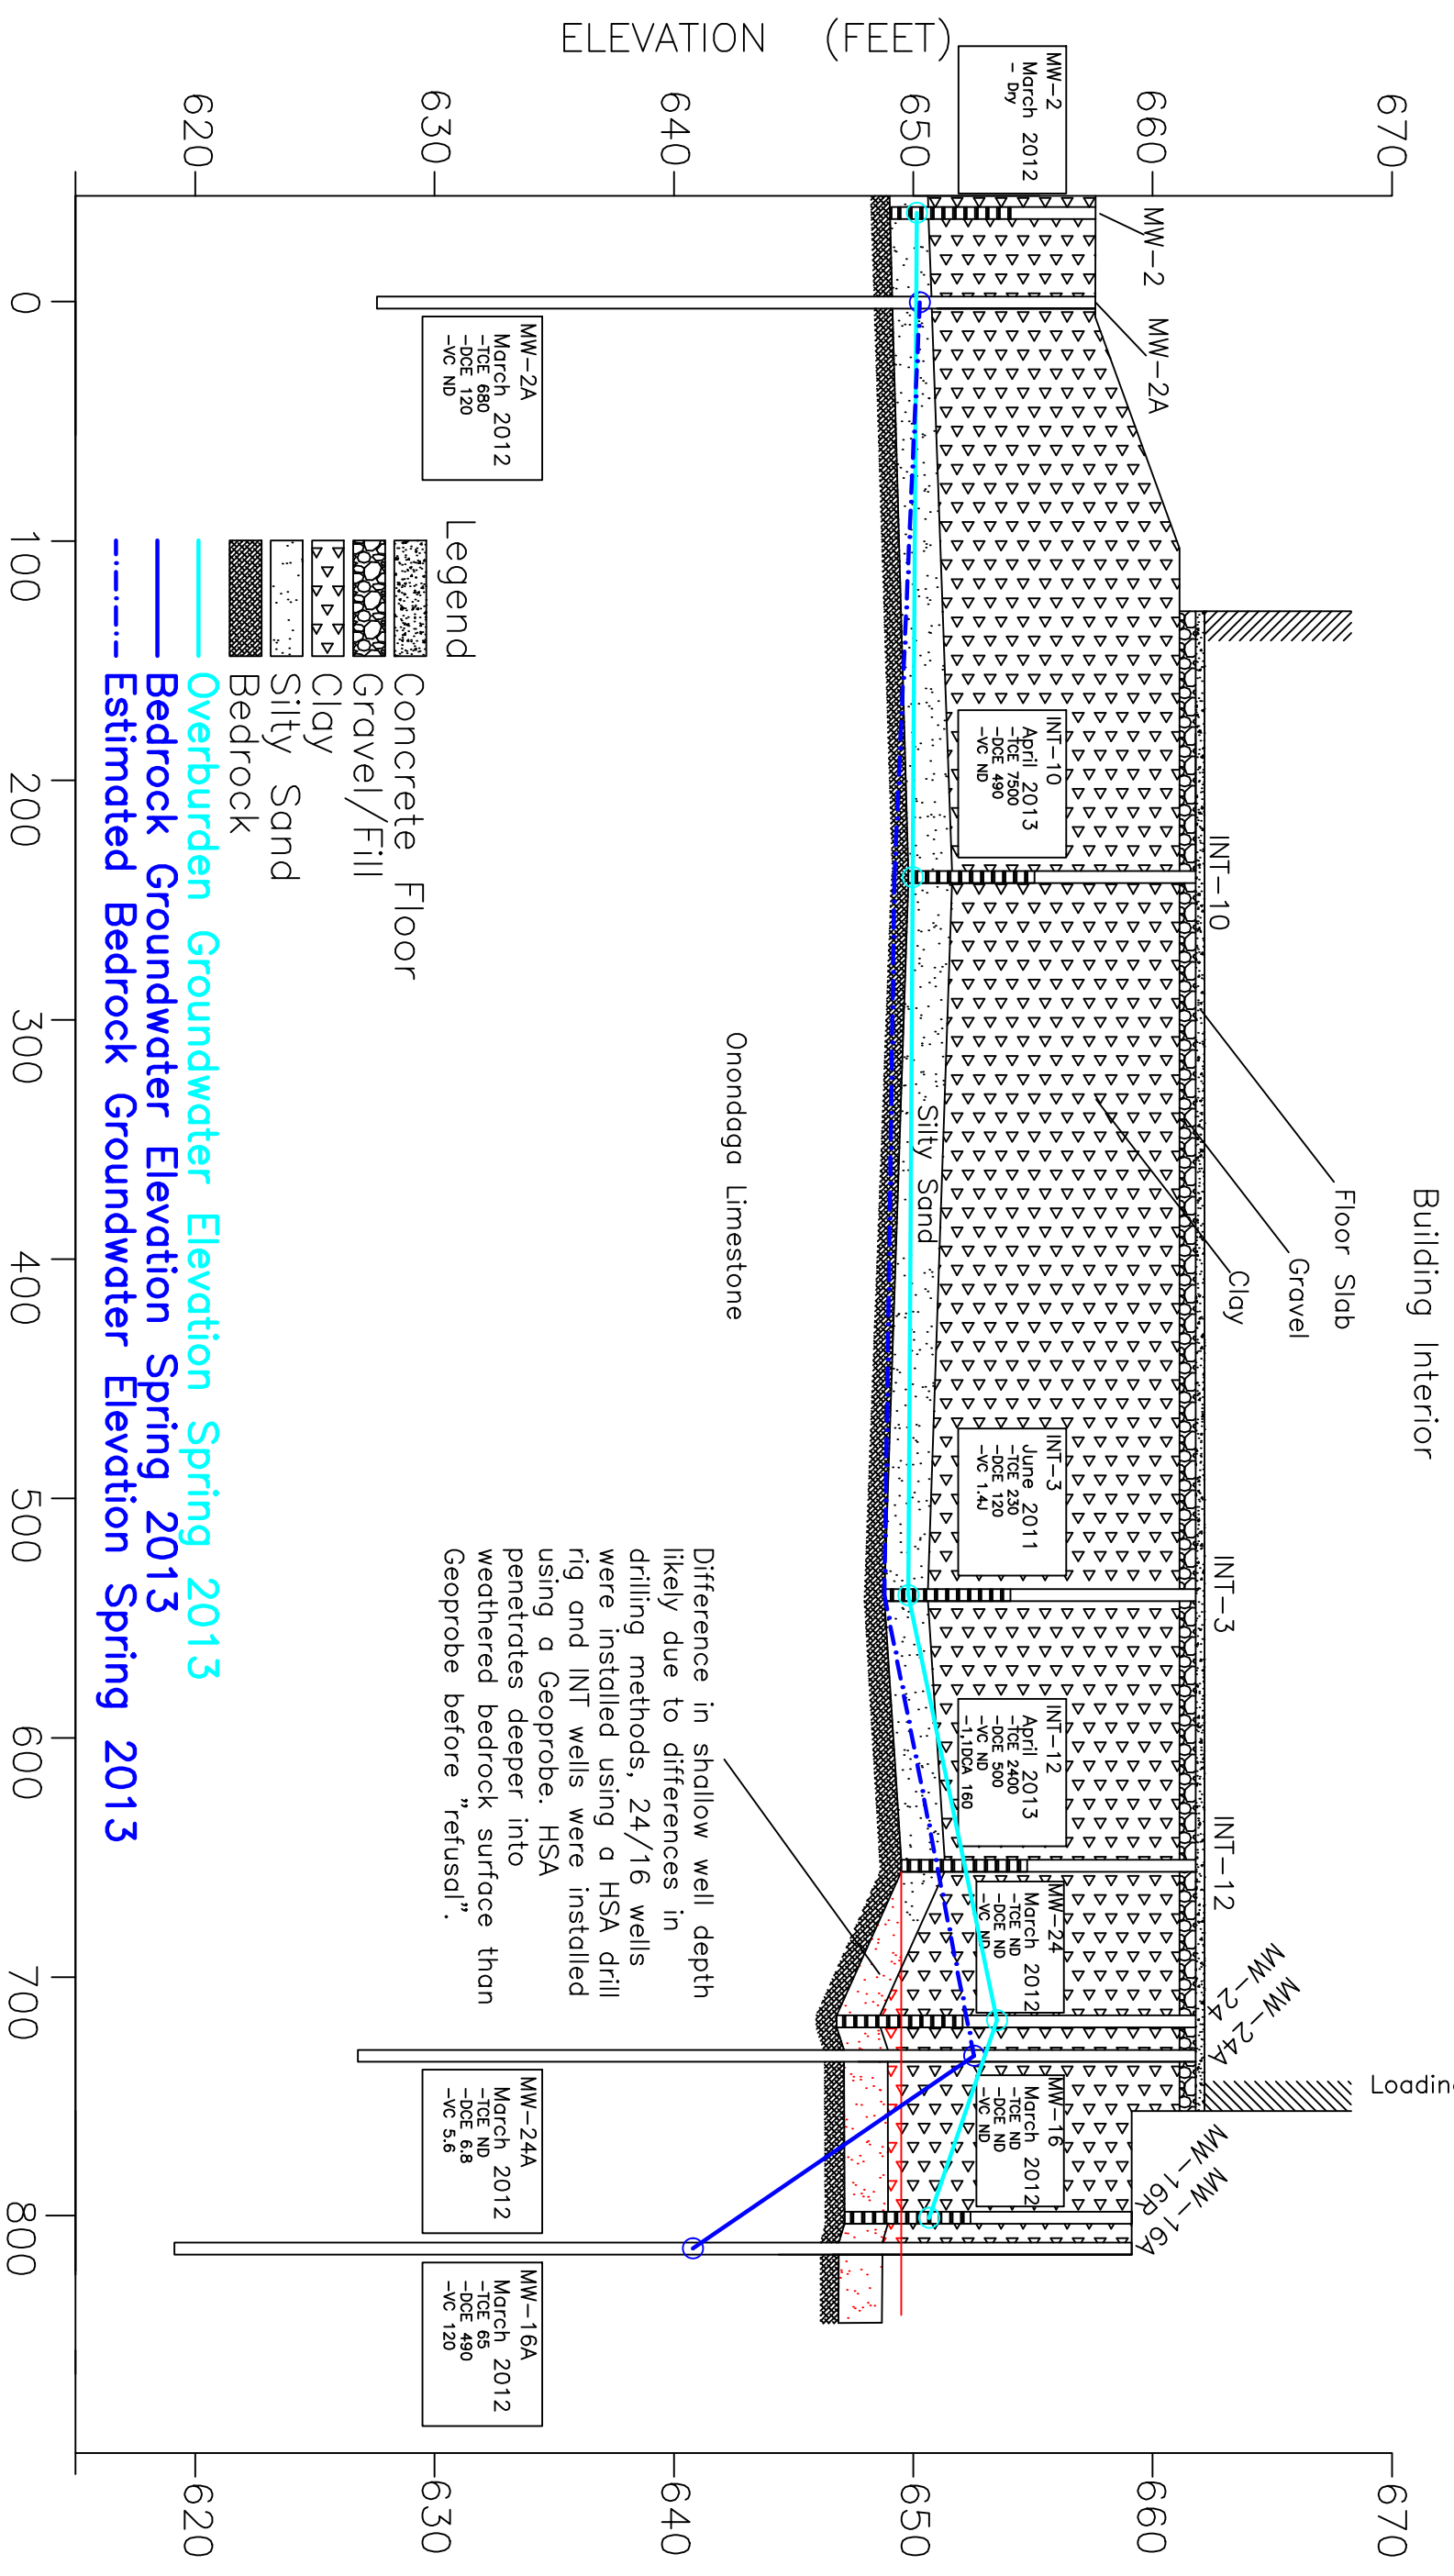 Building Interior
Loading
ELEVATION (FEET)
670
660
650
640
630
620
670
660
650
640
630
620
MW-2
MW-2A
INT-10
INT-3
INT-12
MW-24
MW-24A
MW-16R
MW-16A
Floor Slab
Gravel
Clay
MW-2
March 2012
- Dry
INT-10
April 2013
-TCE 7500
-DCE 490
-VC ND
INT-3
June 2011
-TCE 230
-DCE 120
-VC 1.4J
INT-12
April 2013
-TCE 2400
-DCE 500
-VC ND
-1,1DCA 160
MW-24
March 2012
-TCE ND
-DCE ND
-VC ND
MW-16
March 2012
-TCE ND
-DCE ND
-VC ND
Silty Sand
Onondaga Limestone
Difference in shallow well depth
likely due to differences in
drilling methods, 24/16 wells
were installed using a HSA drill
rig and INT wells were installed
using a Geoprobe. HSA
penetrates deeper into
weathered bedrock surface than
Geoprobe before "refusal".
MW-2A
March 2012
-TCE 680
-DCE 120
-VC ND
MW-24A
March 2012
-TCE ND
-DCE 6.8
-VC 5.6
MW-16A
March 2012
-TCE 65
-DCE 490
-VC 120
Legend
Concrete Floor
Gravel/Fill
Clay
Silty Sand
Bedrock
Overburden Groundwater Elevation Spring 2013
Bedrock Groundwater Elevation Spring 2013
Estimated Bedrock Groundwater Elevation Spring 2013
0
100
200
300
400
500
600
700
800